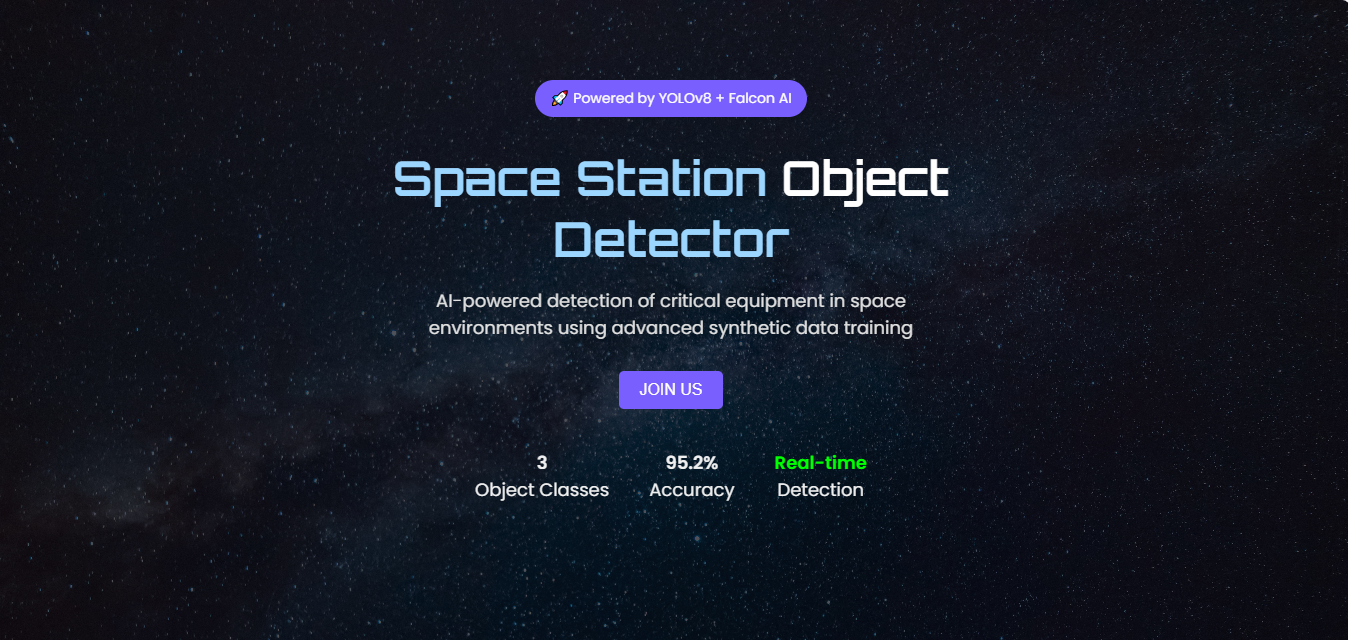 🚀 Powered by YOLOv8 + Falcon AI
Space Station Object
Detector
AI-powered detection of critical equipment in space
environments using advanced synthetic data training
JOIN US
3 95.2% Real-time
Object Classes Accuracy Detection